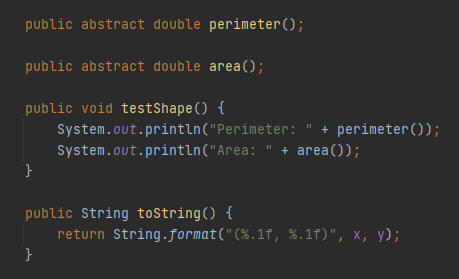 public abstract double perimeter();
public abstract double area();
public void testShape() {
    System.out.println("Perimeter: " + perimeter());
    System.out.println("Area: " + area());
}
public String toString() {
    return String.format("(%.1f, %.1f)", x, y);
}